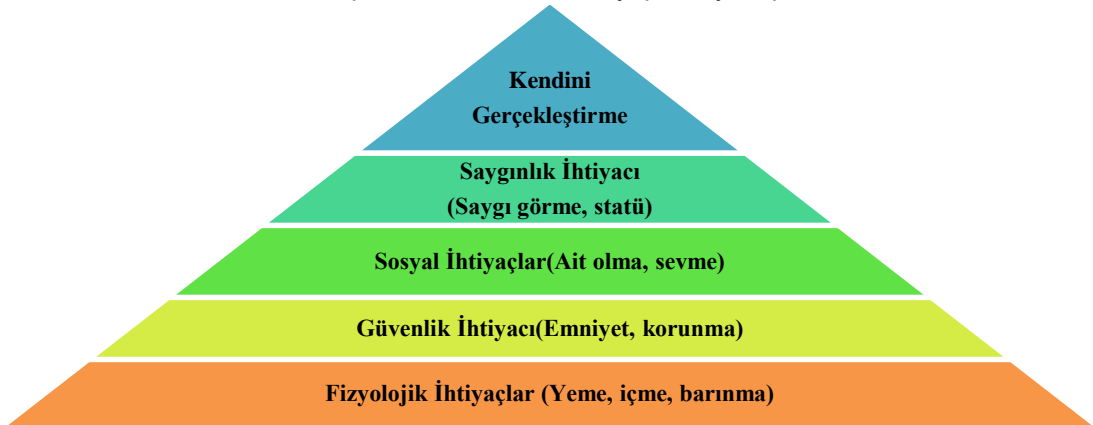 Kendini
Gerçekleştirme
Saygınlık İhtiyacı
(Saygı görme, statü)
Sosyal İhtiyaçlar(Ait olma, sevme)
Güvenlik İhtiyacı(Emniyet, korunma)
Fizyolojik İhtiyaçlar (Yeme, içme, barınma)